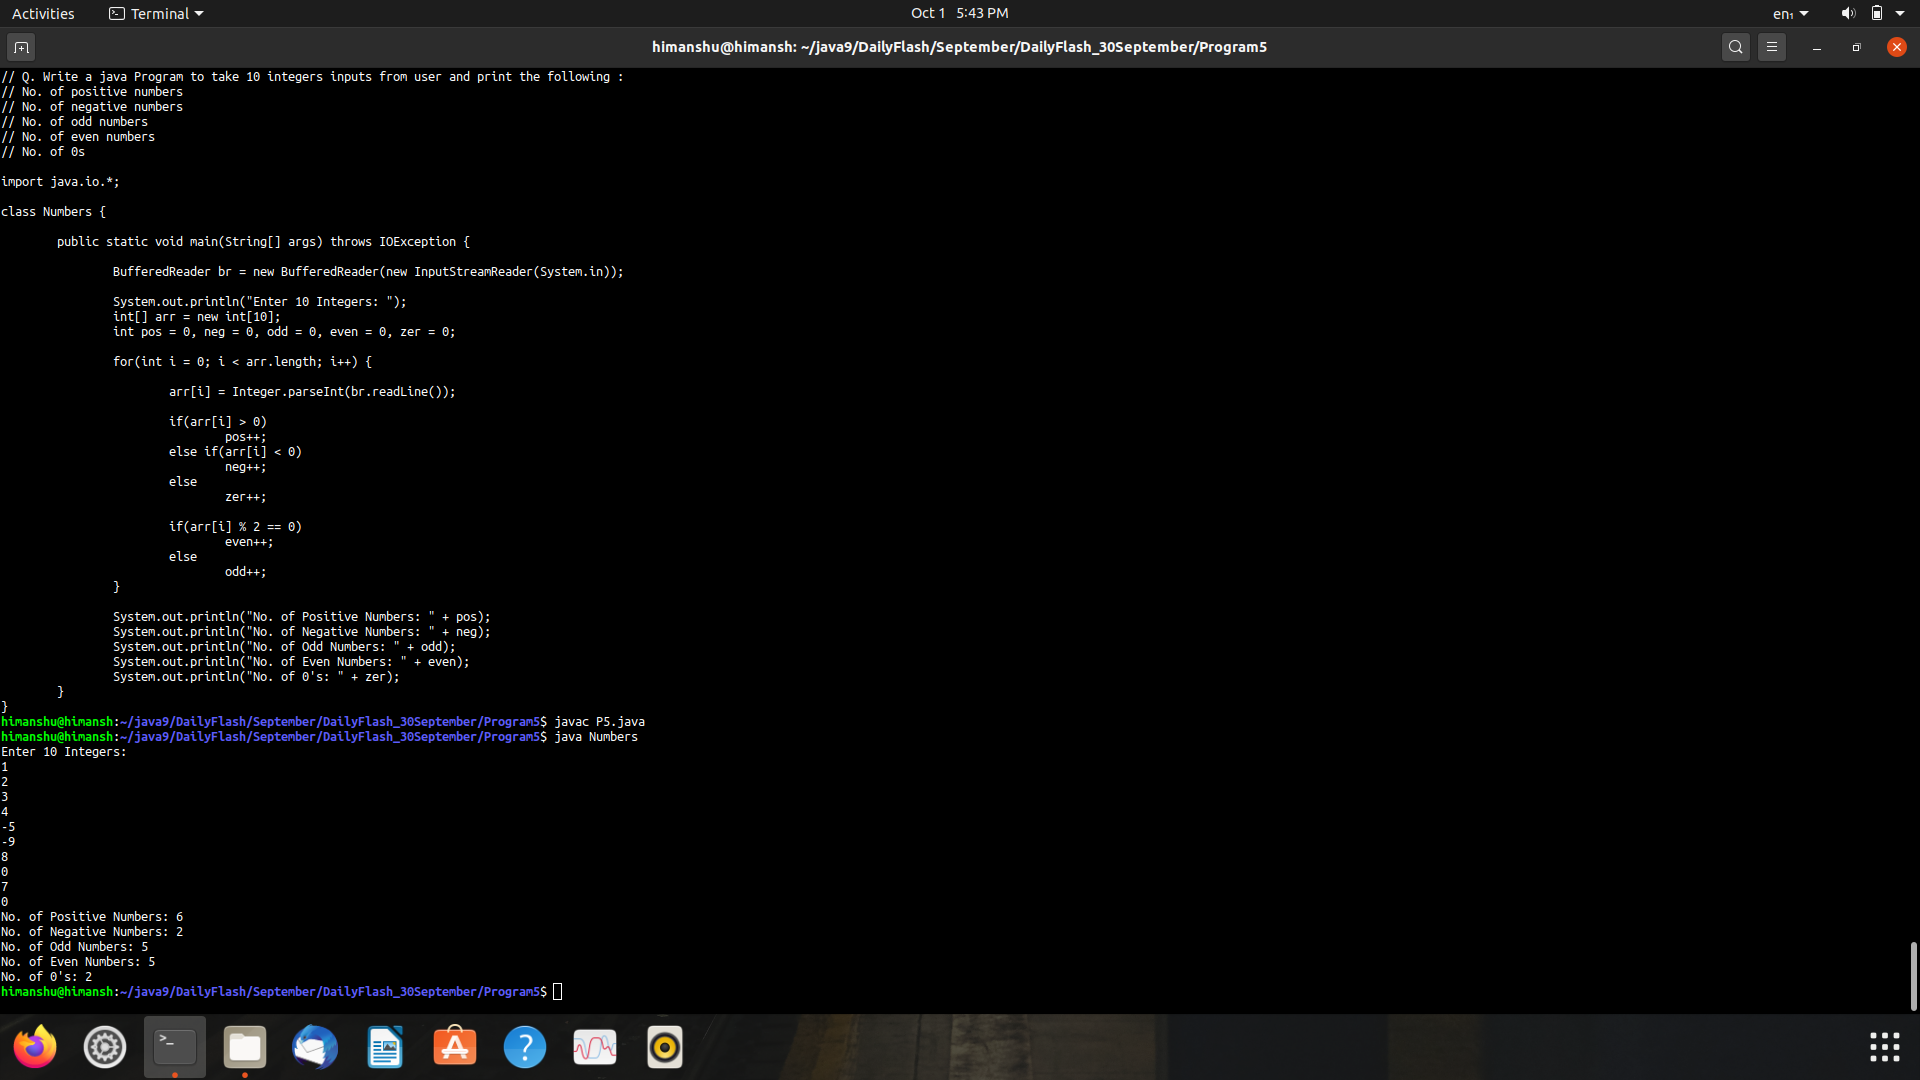 Activities Terminal Oct 1 5:43 PM en₁
himanshu@himansh: ~/java9/DailyFlash/September/DailyFlash_30September/Program5
// Q. Write a java Program to take 10 integers inputs from user and print the following :
// No. of positive numbers
// No. of negative numbers
// No. of odd numbers
// No. of even numbers
// No. of 0s
import java.io.*;
class Numbers {
public static void main(String[] args) throws IOException {
BufferedReader br = new BufferedReader(new InputStreamReader(System.in));
System.out.println("Enter 10 Integers: ");
int[] arr = new int[10];
int pos = 0, neg = 0, odd = 0, even = 0, zer = 0;
for(int i = 0; i < arr.length; i++) {
arr[i] = Integer.parseInt(br.readLine());
if(arr[i] > 0)
pos++;
else if(arr[i] < 0)
neg++;
else
zer++;
if(arr[i] % 2 == 0)
even++;
else
odd++;
}
System.out.println("No. of Positive Numbers: " + pos);
System.out.println("No. of Negative Numbers: " + neg);
System.out.println("No. of Odd Numbers: " + odd);
System.out.println("No. of Even Numbers: " + even);
System.out.println("No. of 0's: " + zer);
}
}
himanshu@himansh:~/java9/DailyFlash/September/DailyFlash_30September/Program5$ javac P5.java
himanshu@himansh:~/java9/DailyFlash/September/DailyFlash_30September/Program5$ java Numbers
Enter 10 Integers:
1
2
3
4
-5
-9
8
0
7
0
No. of Positive Numbers: 6
No. of Negative Numbers: 2
No. of Odd Numbers: 5
No. of Even Numbers: 5
No. of 0's: 2
himanshu@himansh:~/java9/DailyFlash/September/DailyFlash_30September/Program5$